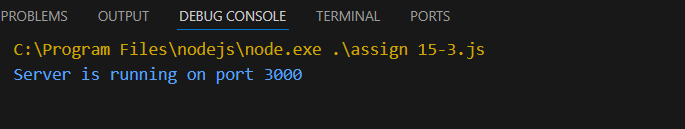 PROBLEMS OUTPUT DEBUG CONSOLE TERMINAL PORTS
C:\Program Files\nodejs\node.exe .\assign 15-3.js
Server is running on port 3000